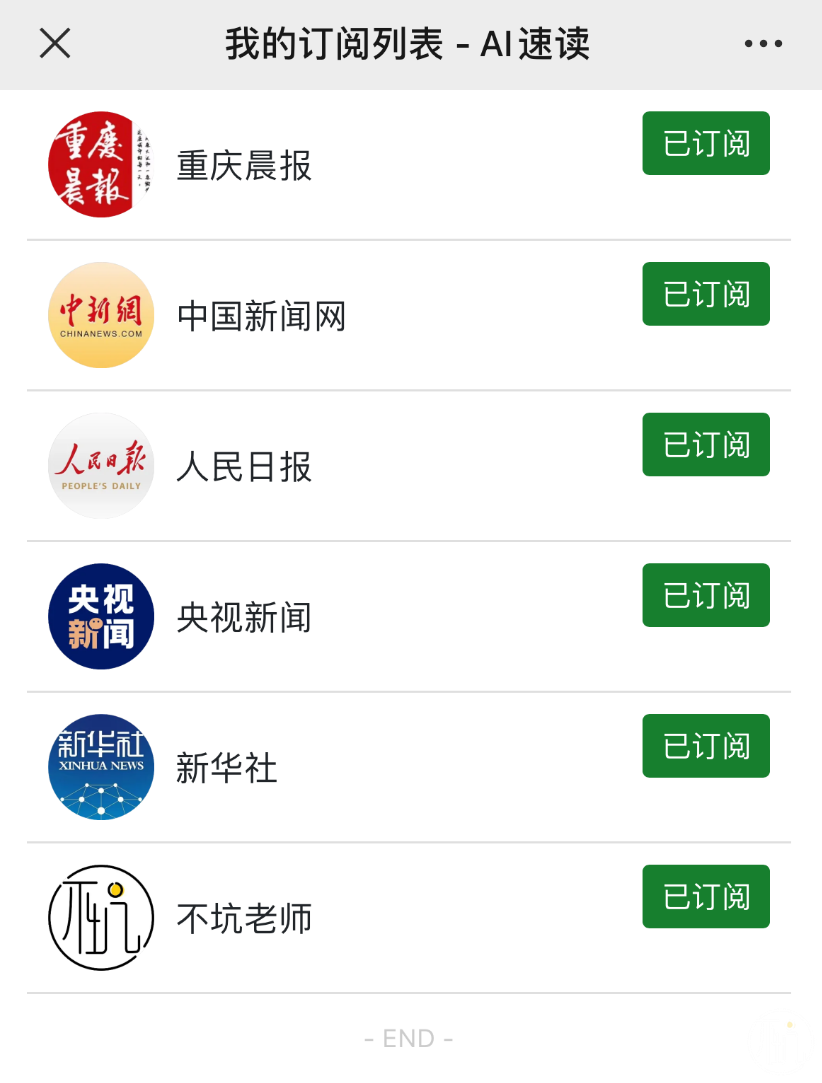 我的订阅列表 - AI速读
重慶
晨報
重庆晨报
已订阅
中新網
CHINANEWS.COM
中国新闻网
已订阅
人民日报
PEOPLE'S DAILY
人民日报
已订阅
央视
新闻
央视新闻
已订阅
新华社
XINHUA NEWS
新华社
已订阅
不坑
不坑老师
已订阅
- END -